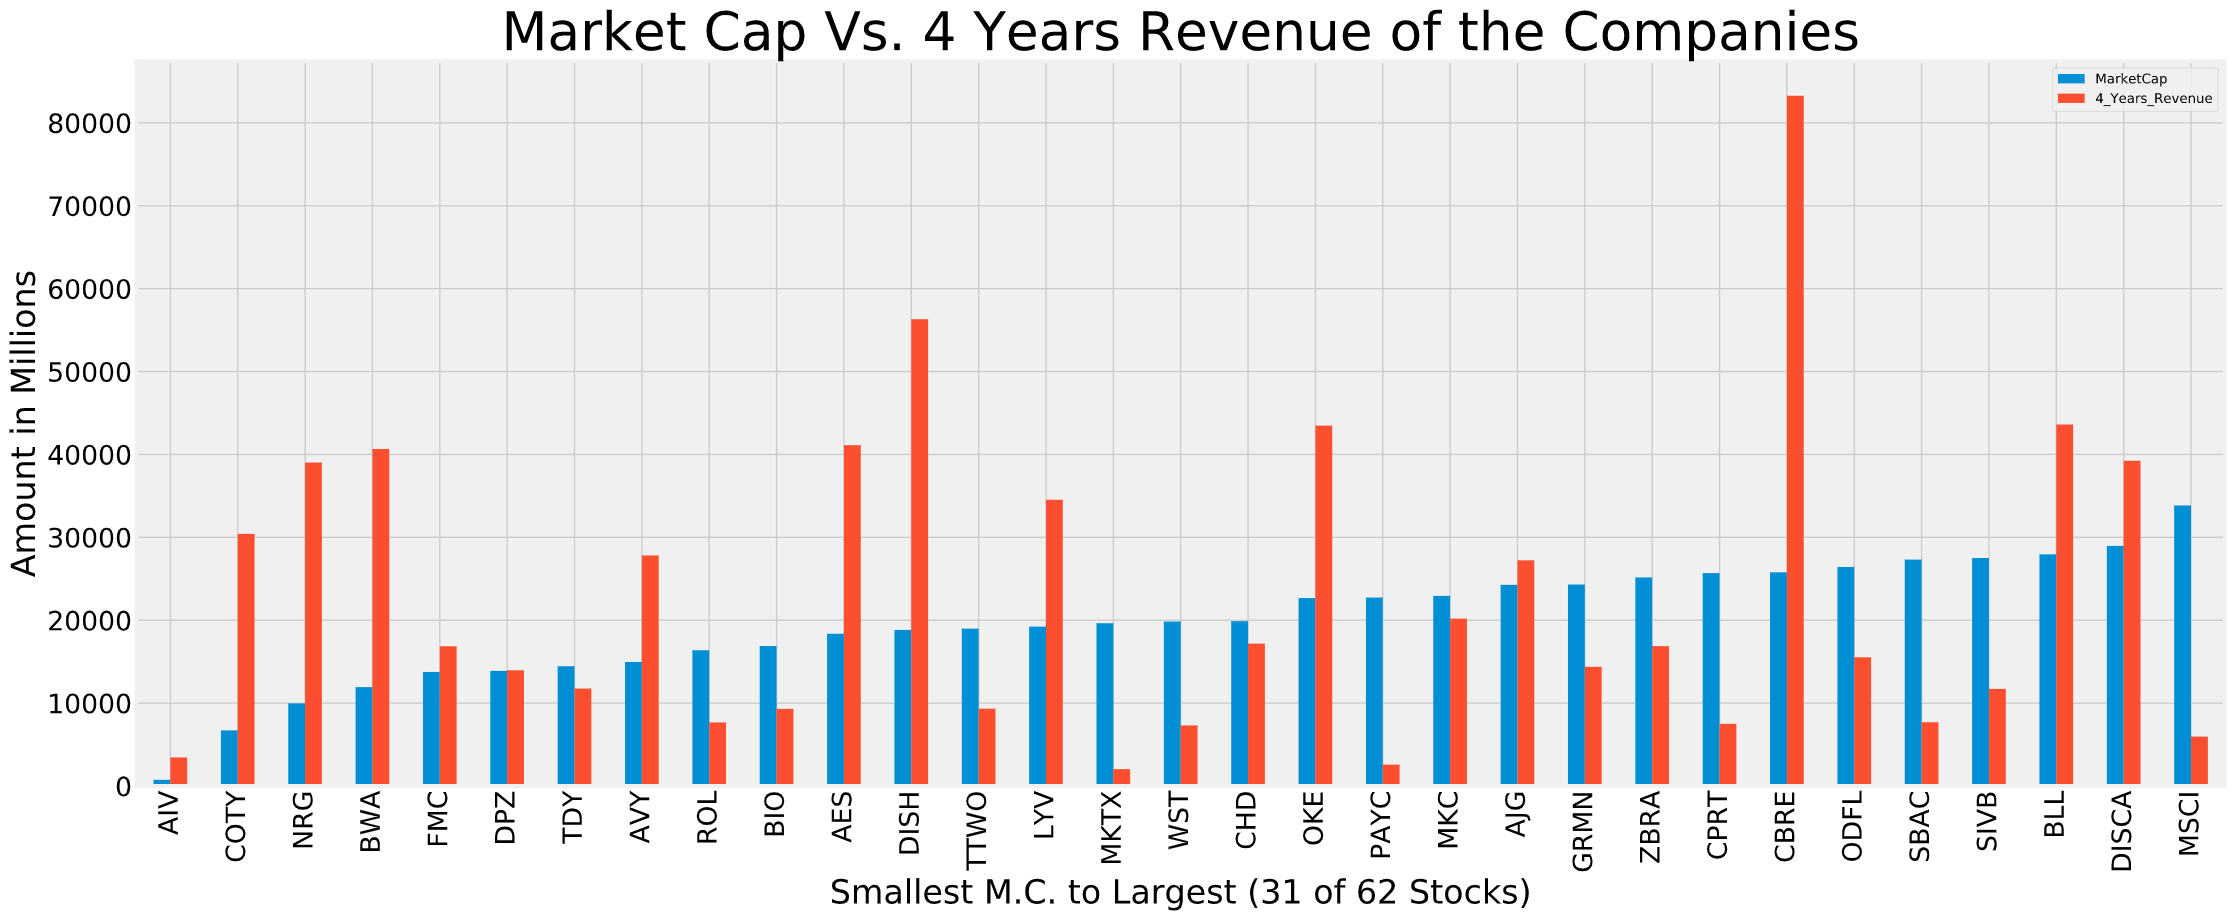 Market Cap Vs. 4 Years Revenue of the Companies
MarketCap
4_Years_Revenue
Amount in Millions
80000
70000
60000
50000
40000
30000
20000
10000
0
AIV COTY NRG BWA FMC DPZ TDY AVY ROL BIO AES DISH TTWO LYV MKTX WST CHD OKE PAYC MKC AJG GRMN ZBRA CPRT CBRE ODFL SBAC SIVB BLL DISCA MSCI
Smallest M.C. to Largest (31 of 62 Stocks)